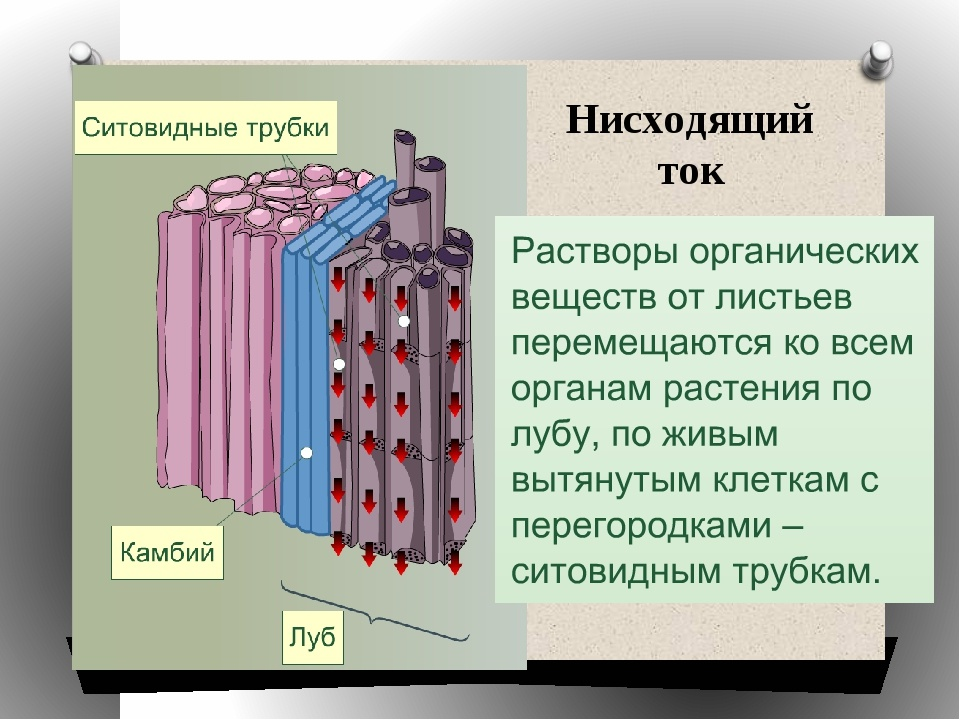 Нисходящий
ток
Ситовидные трубки
Растворы органических
веществ от листьев
перемещаются ко всем
органам растения по
лубу, по живым
вытянутым клеткам с
перегородками –
ситовидным трубкам.
Камбий
Луб